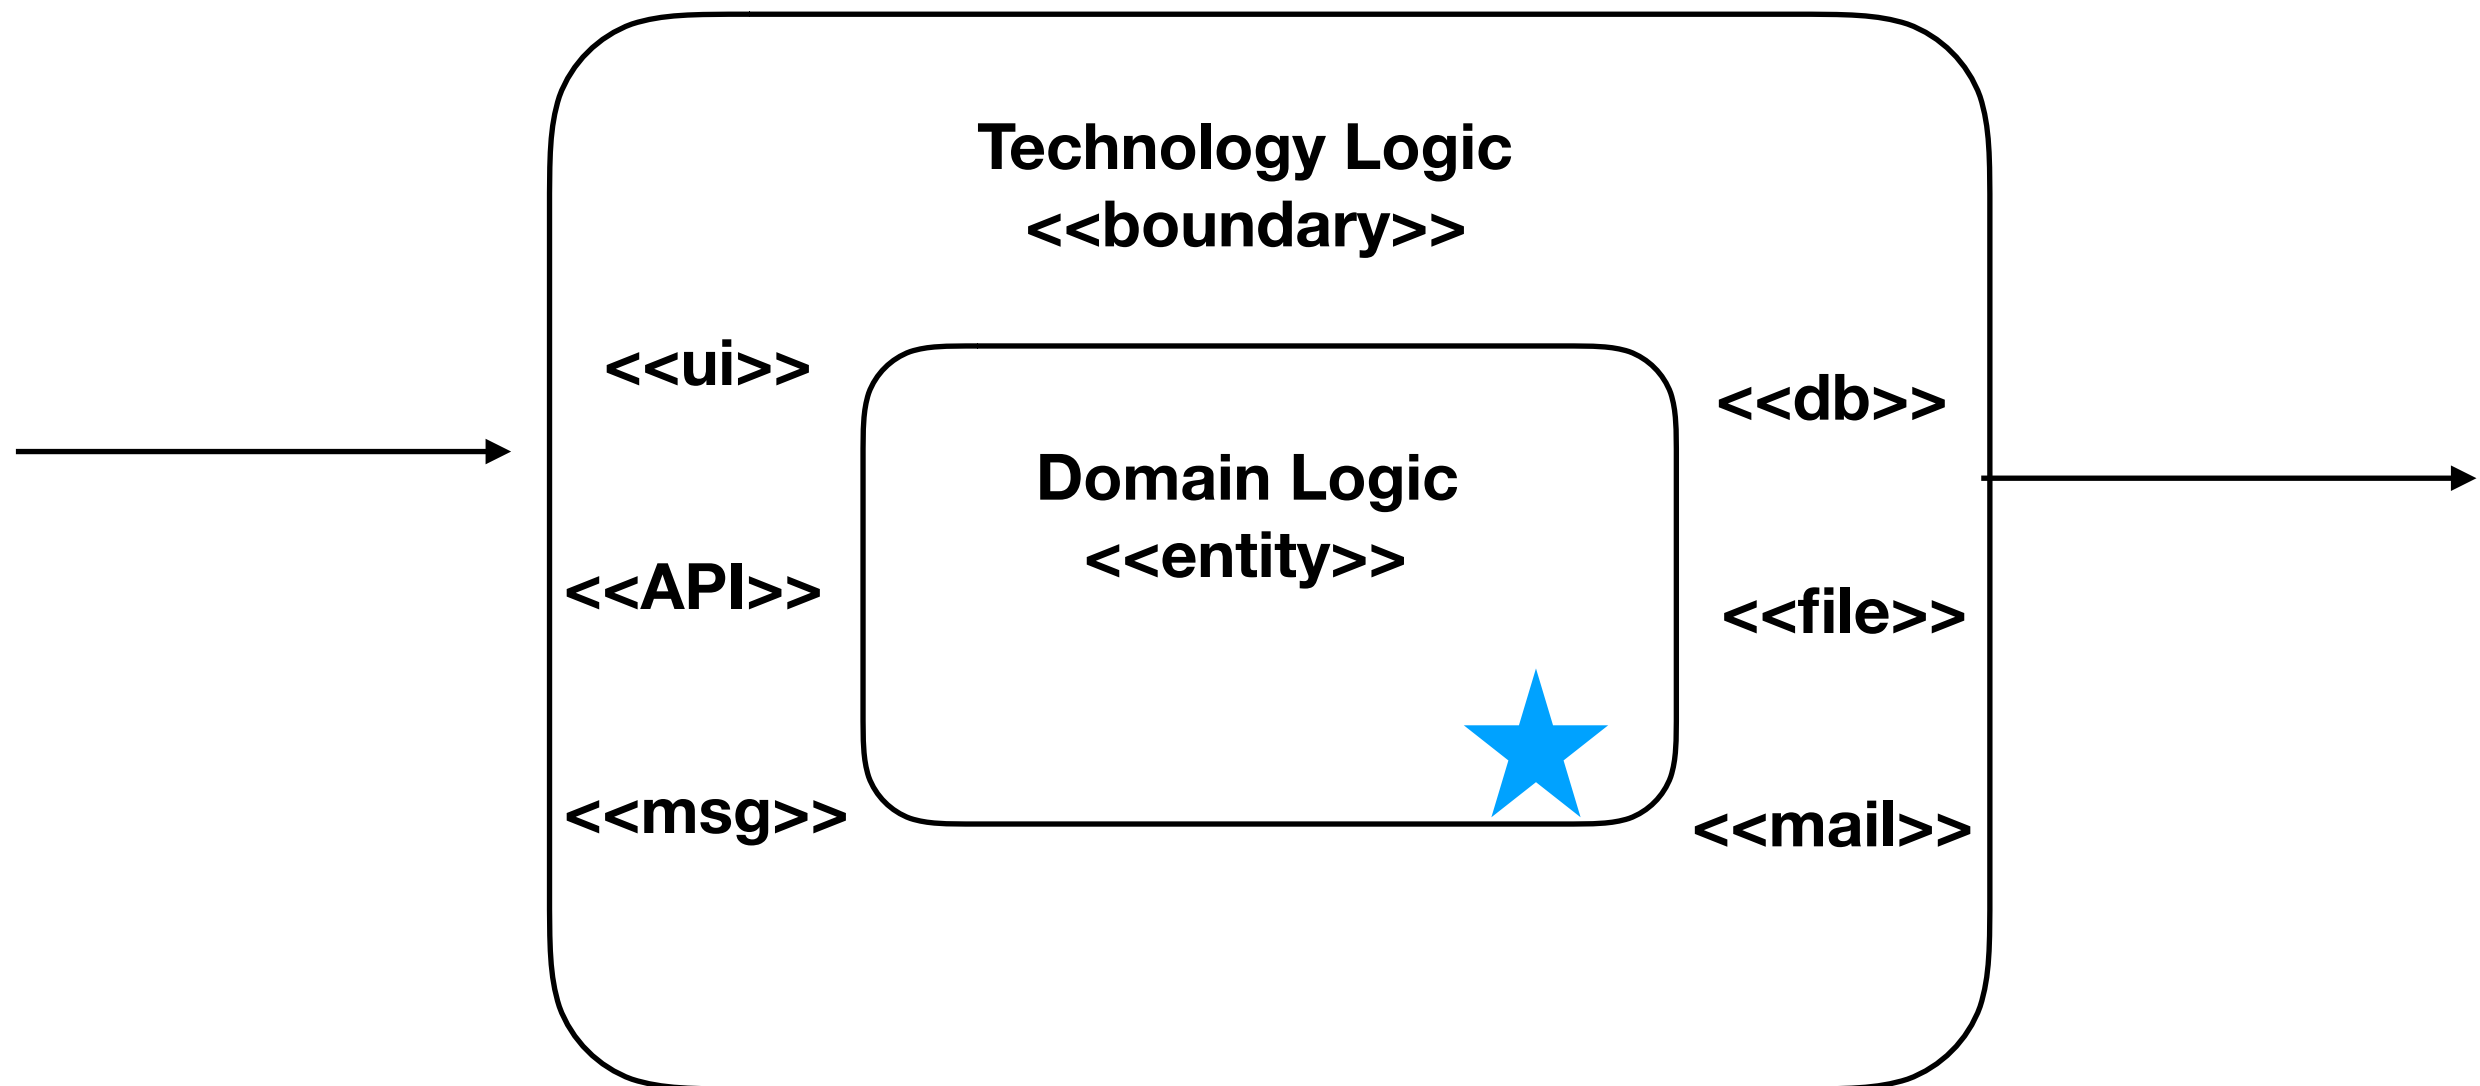 Technology Logic
<<boundary>>
<<ui>>
<<db>>
Domain Logic
<<entity>>
<<API>>
<<file>>
<<msg>>
<<mail>>